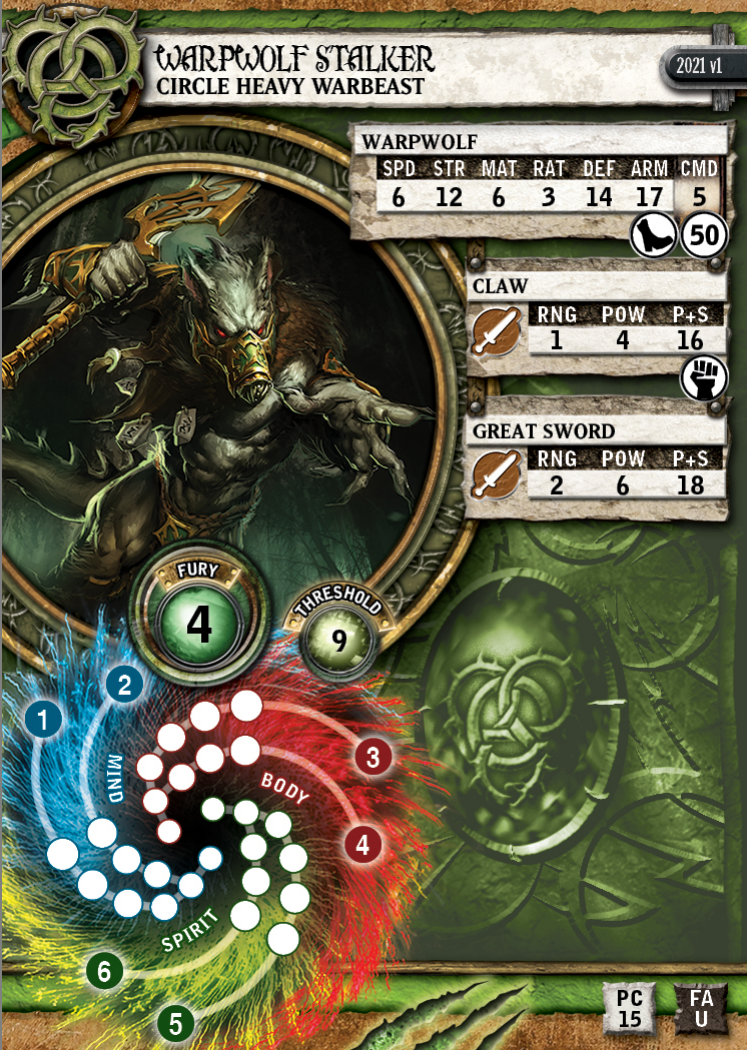 WARPWOLF STALKER
CIRCLE HEAVY WARBEAST
2021 v1
WARPWOLF
SPD STR MAT RAT DEF ARM CMD
6 12 6 3 14 17 5
50
CLAW
RNG POW P+S
1 4 16
GREAT SWORD
RNG POW P+S
2 6 18
FURY
4
THRESHOLD
9
1
2
MIND
3
BODY
4
SPIRIT
6
5
PC
15
FA
U